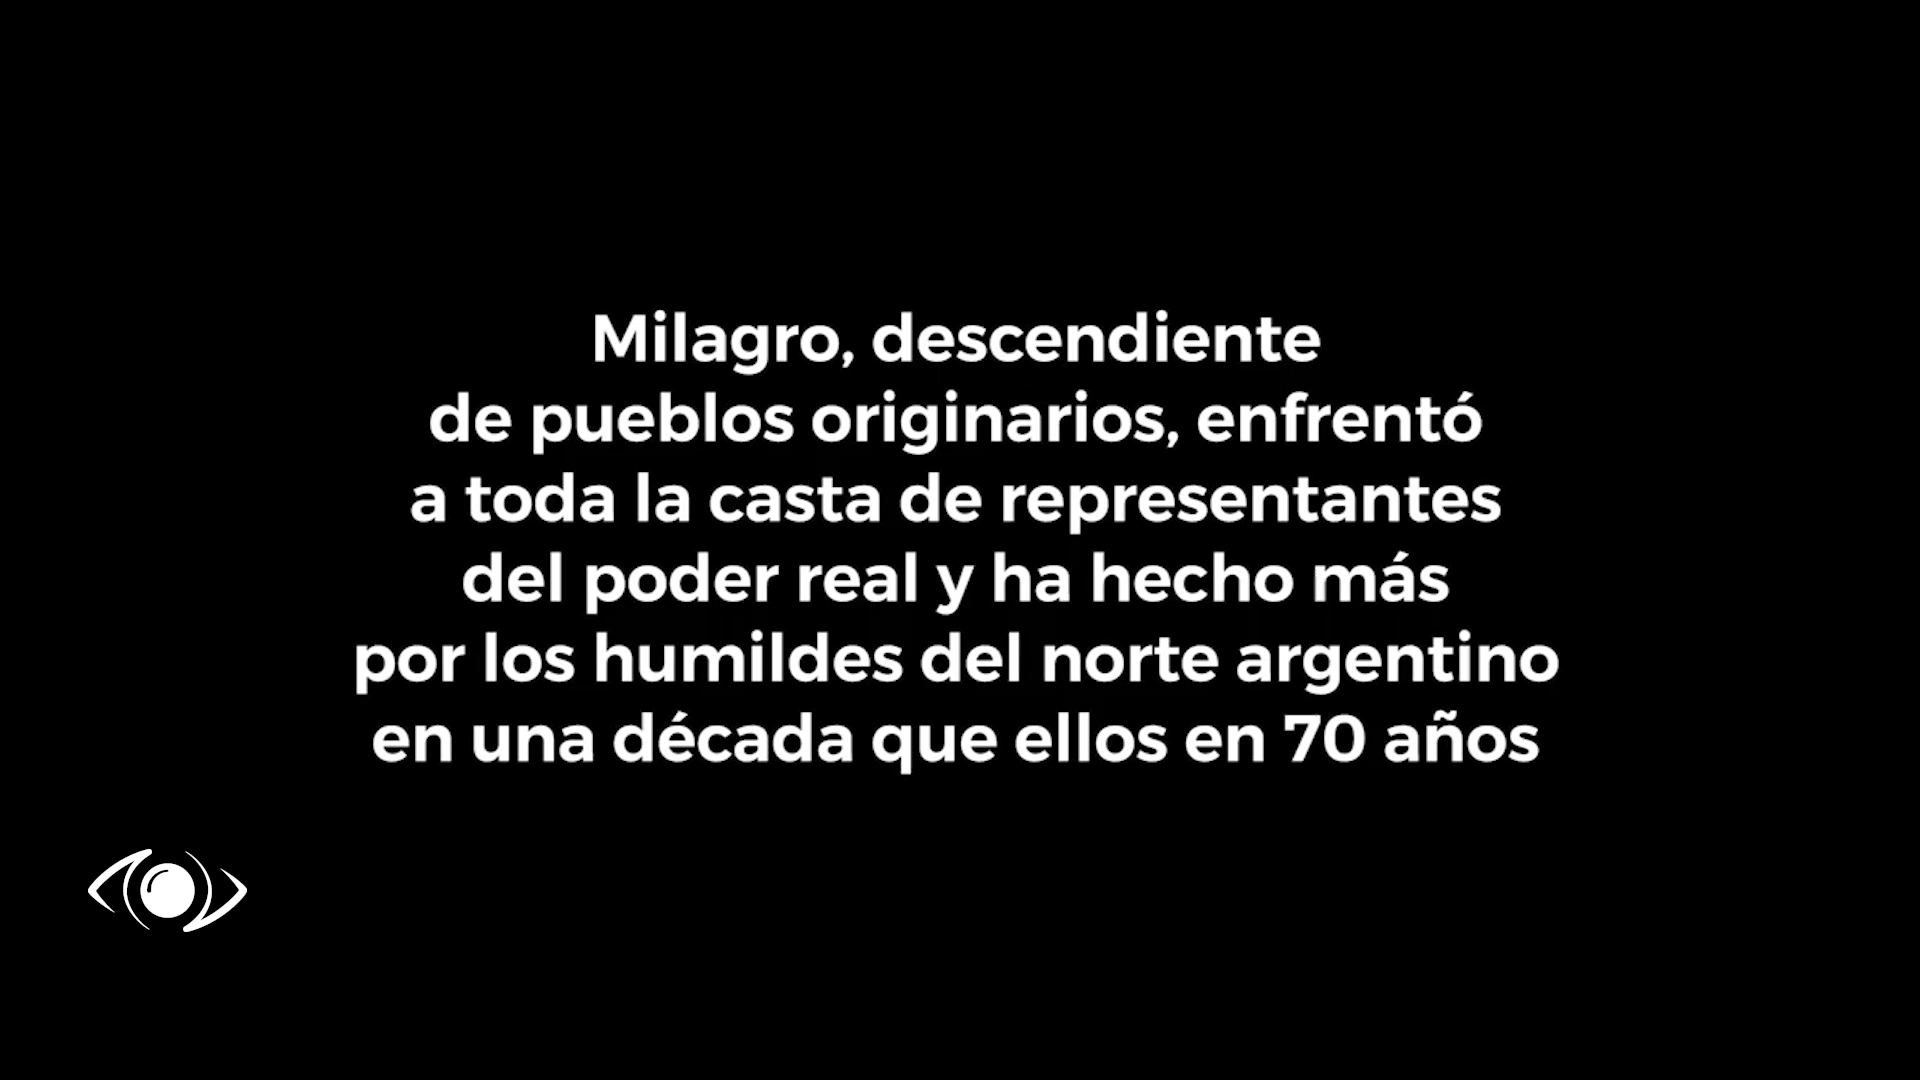 Milagro, descendiente
de pueblos originarios, enfrentó
a toda la casta de representantes
del poder real y ha hecho más
por los humildes del norte argentino
en una década que ellos en 70 años